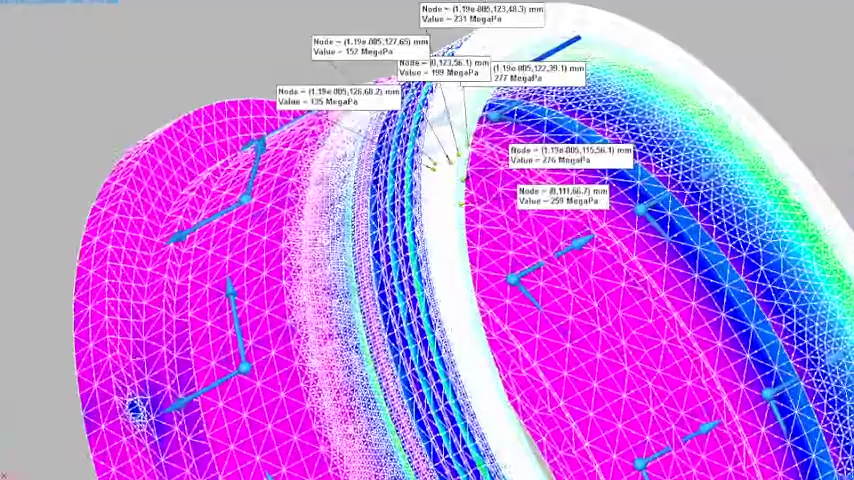 Node = (1.19e-005,123,48.3) mm
Value = 231 MegaPa
Node = (1.19e-005,127,65) mm
Value = 152 MegaPa
Node = (0,123,56.1) mm
Value = 199 MegaPa
(1.19e-005,122,39.1) mm
277 MegaPa
Node = (1.19e-005,126,68.2) mm
Value = 135 MegaPa
Node = (1.19e-005,115,56.1) mm
Value = 276 MegaPa
Node = (0,111,66.7) mm
Value = 259 MegaPa